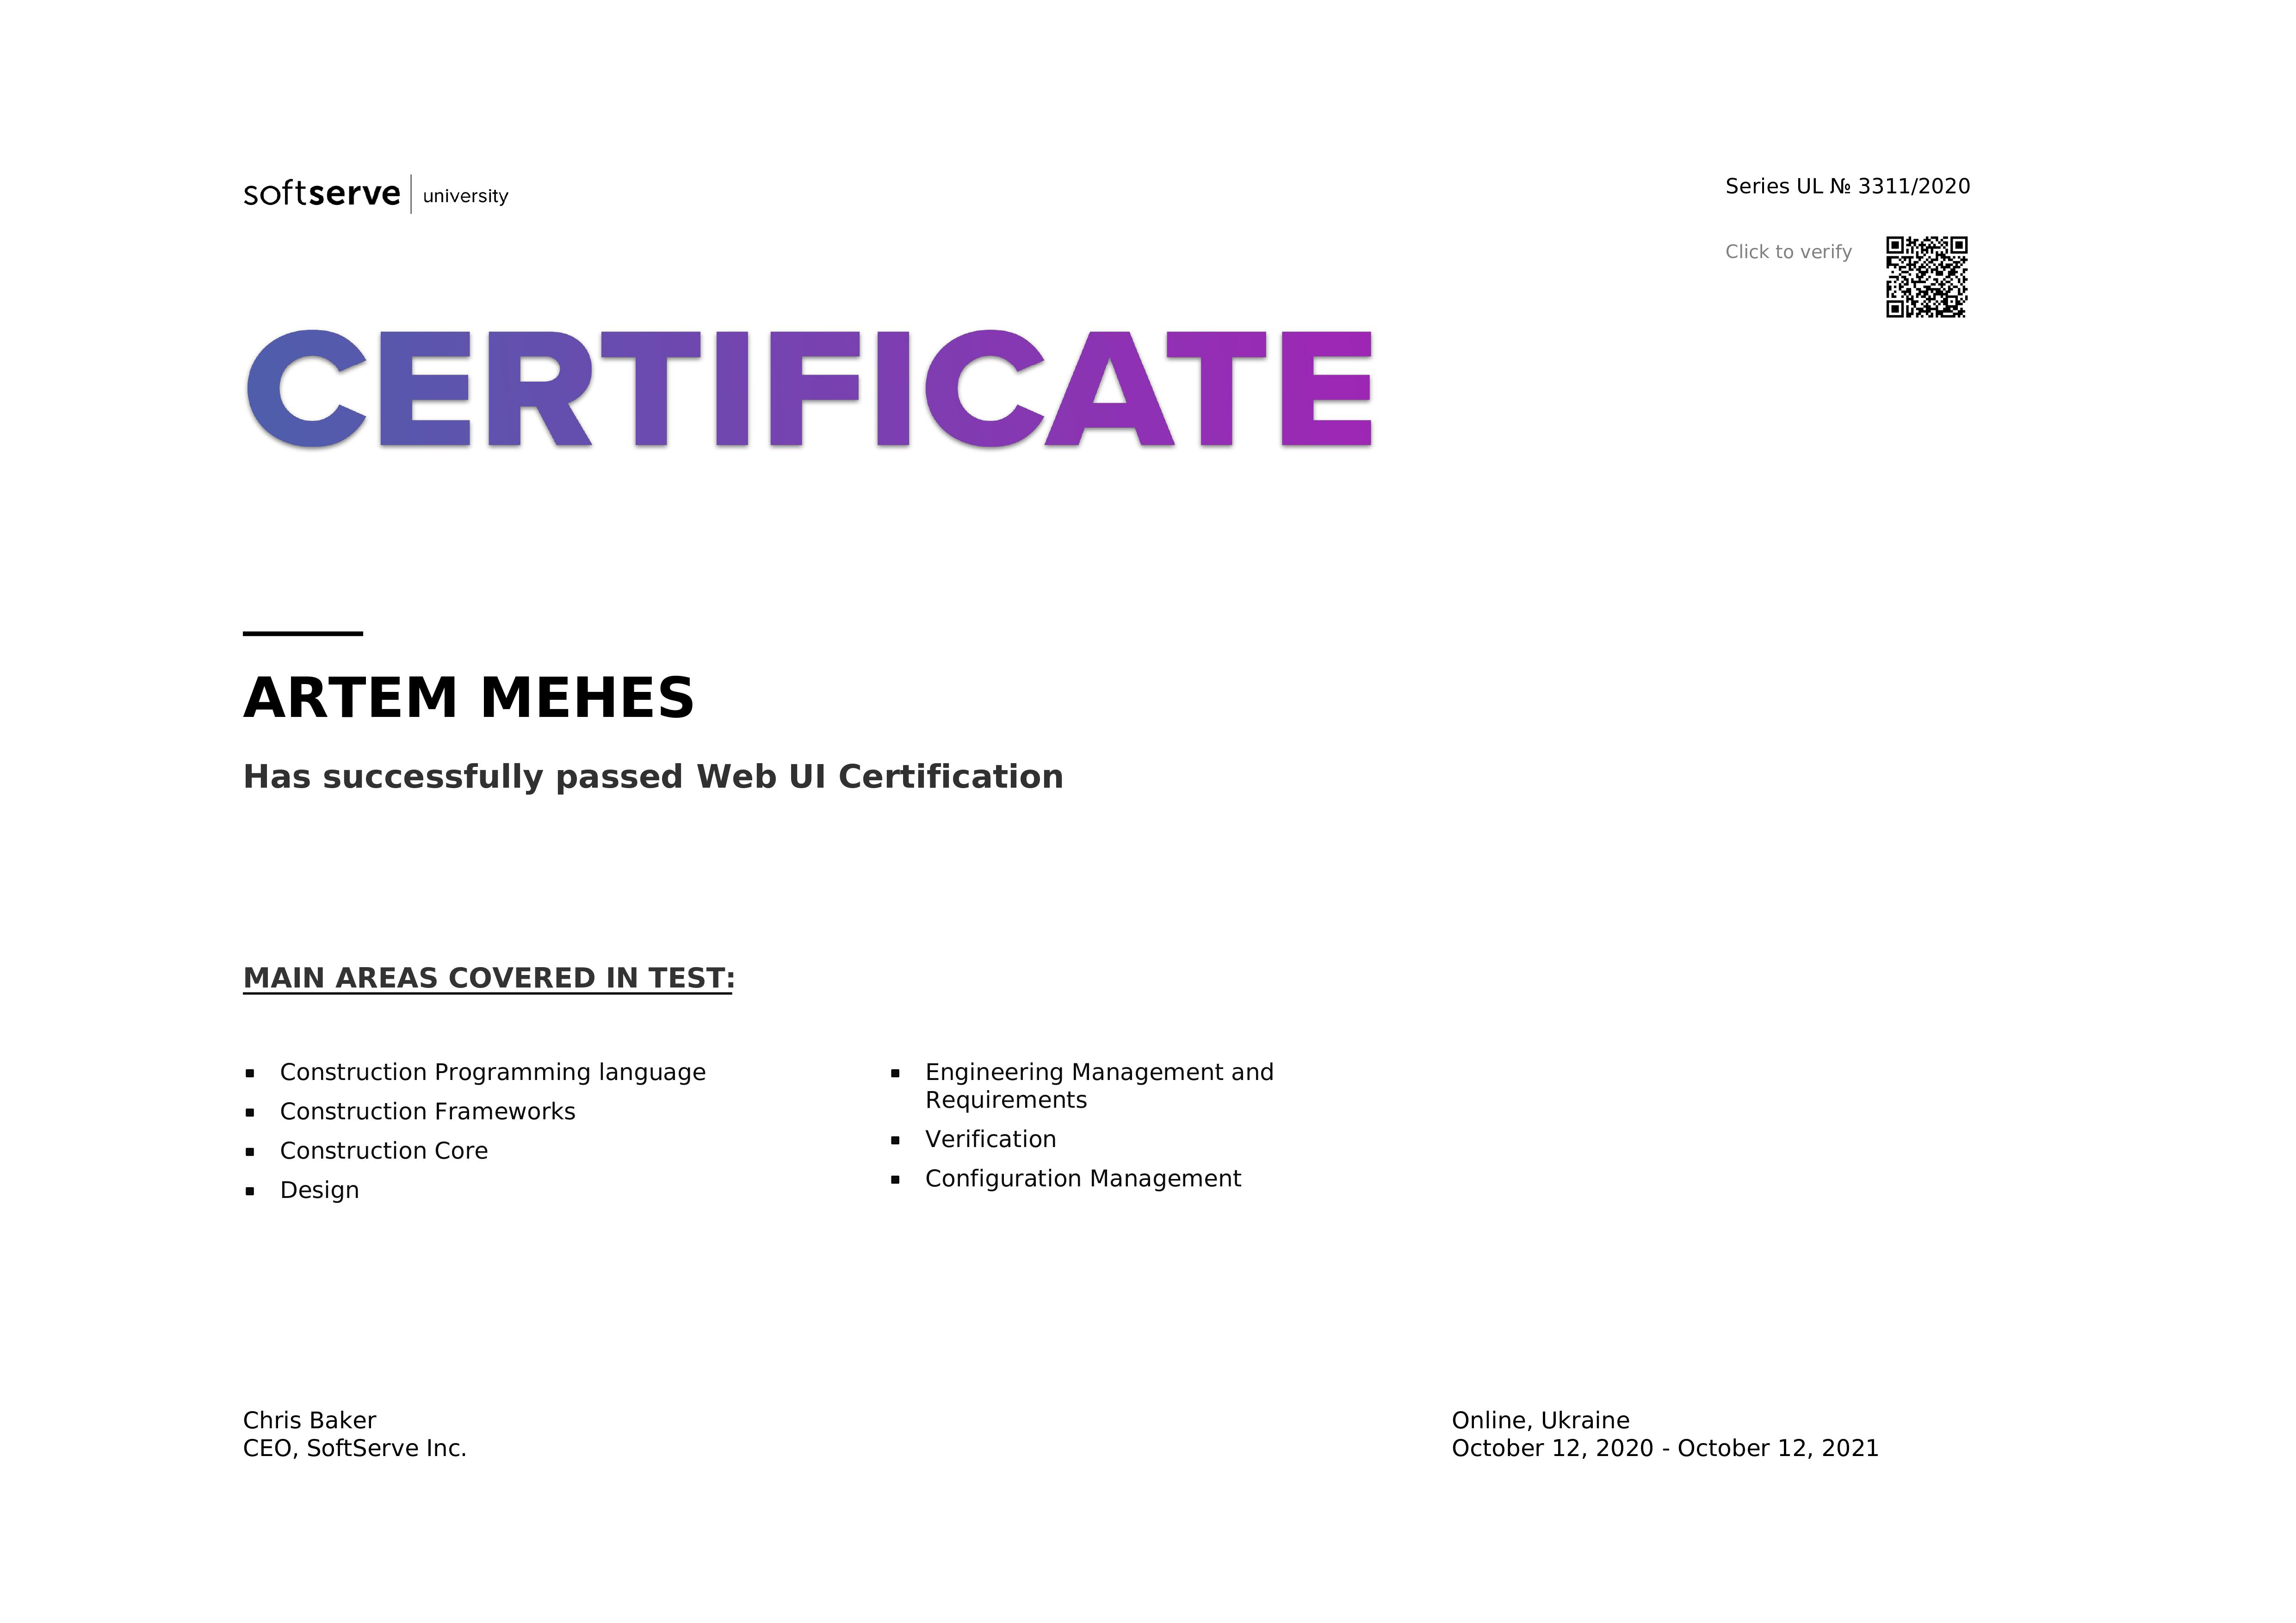 softserve university
Series UL № 3311/2020
Click to verify
CERTIFICATE
ARTEM MEHES
Has successfully passed Web UI Certification
MAIN AREAS COVERED IN TEST:
Construction Programming language
Construction Frameworks
Construction Core
Design
Engineering Management and
Requirements
Verification
Configuration Management
Chris Baker
CEO, SoftServe Inc.
Online, Ukraine
October 12, 2020 - October 12, 2021